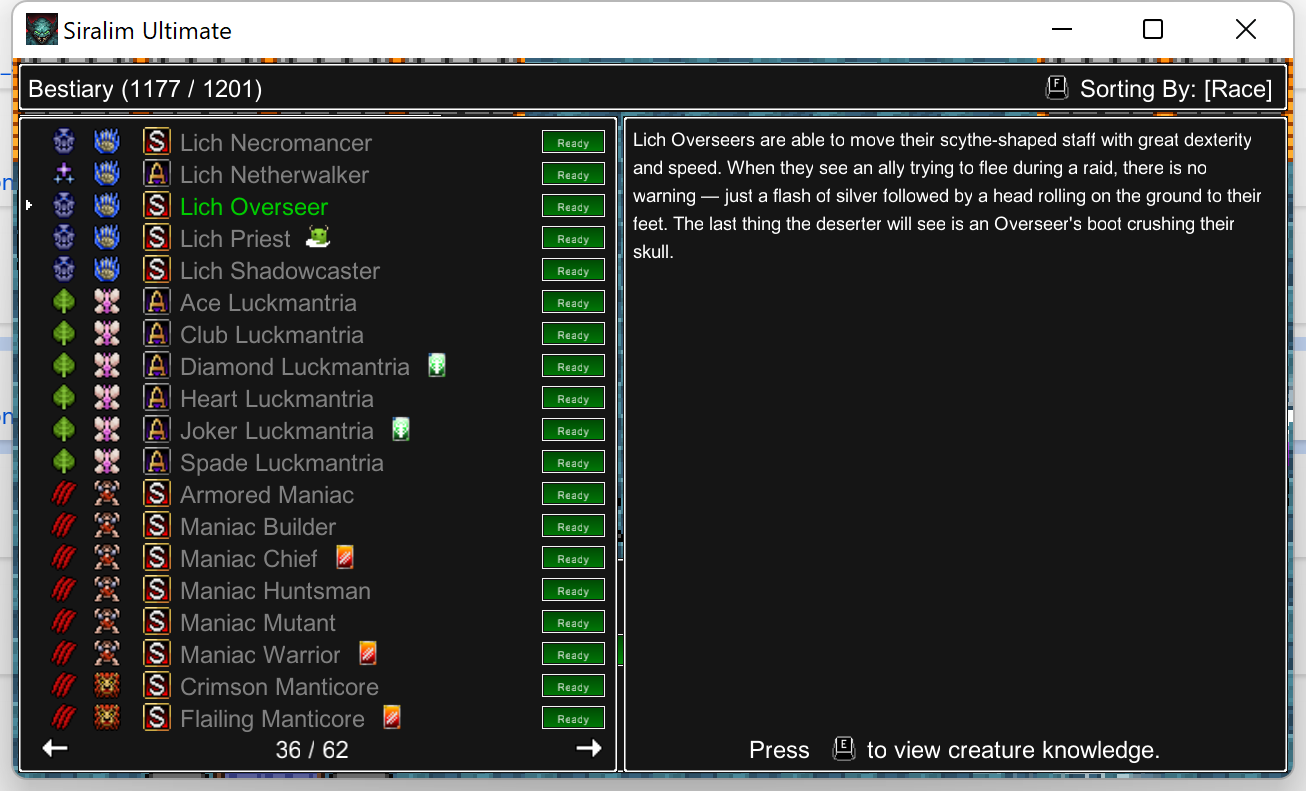 Siralim Ultimate
Bestiary (1177 / 1201)
F Sorting By: [Race]
S Lich Necromancer Ready
A Lich Netherwalker Ready
S Lich Overseer Ready
S Lich Priest Ready
S Lich Shadowcaster Ready
A Ace Luckmantria Ready
A Club Luckmantria Ready
A Diamond Luckmantria Ready
A Heart Luckmantria Ready
A Joker Luckmantria Ready
A Spade Luckmantria Ready
S Armored Maniac Ready
S Maniac Builder Ready
S Maniac Chief Ready
S Maniac Huntsman Ready
S Maniac Mutant Ready
S Maniac Warrior Ready
S Crimson Manticore Ready
S Flailing Manticore Ready
36 / 62
Lich Overseers are able to move their scythe-shaped staff with great dexterity
and speed. When they see an ally trying to flee during a raid, there is no
warning — just a flash of silver followed by a head rolling on the ground to their
feet. The last thing the deserter will see is an Overseer's boot crushing their
skull.
Press E to view creature knowledge.